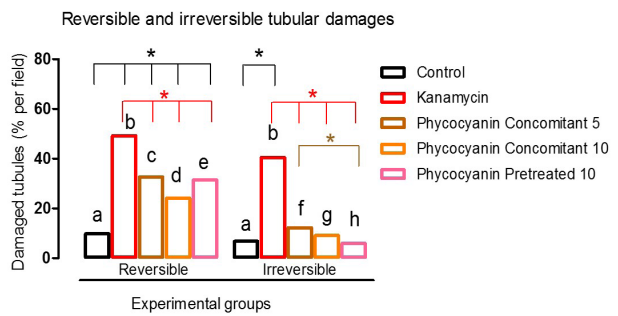 Reversible and irreversible tubular damages
Damaged tubules (% per field)
80
60
40
20
0
* * * * *
a b c d e
a b f g h
Reversible Irreversible
Experimental groups
Control
Kanamycin
Phycocyanin Concomitant 5
Phycocyanin Concomitant 10
Phycocyanin Pretreated 10